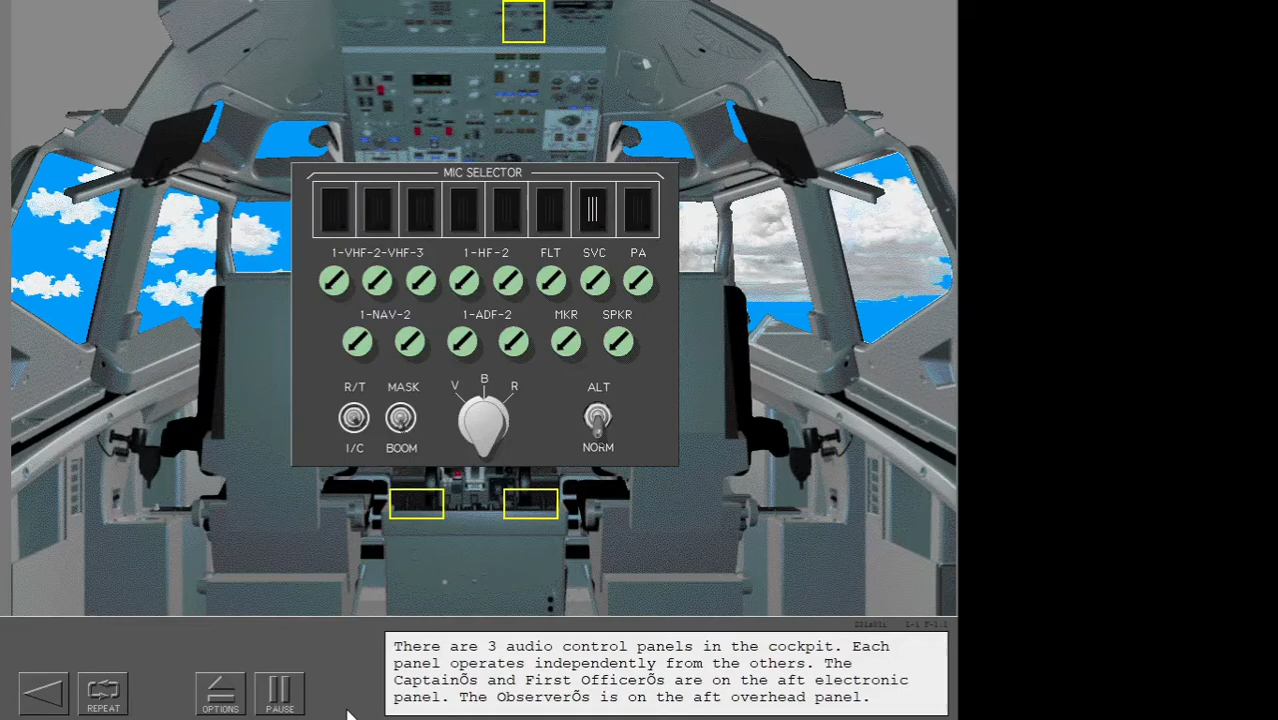 MIC SELECTOR
1-VHF-2-VHF-3 1-HF-2 FLT SVC PA
1-NAV-2 1-ADF-2 MKR SPKR
R/T MASK V B R ALT
I/C BOOM NORM
There are 3 audio control panels in the cockpit. Each
panel operates independently from the others. The
CaptainÕs and First OfficerÕs are on the aft electronic
panel. The ObserverÕs is on the aft overhead panel.
REPEAT OPTIONS PAUSE